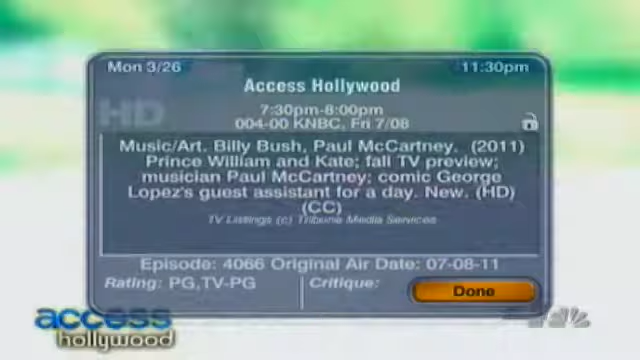 Mon 3/26 11:30pm
Access Hollywood
HD
7:30pm-8:00pm
004-00 KNBC, Fri 7/08
Music/Art. Billy Bush, Paul McCartney. (2011)
Prince William and Kate; fall TV preview;
musician Paul McCartney; comic George
Lopez's guest assistant for a day. New. (HD)
(CC)
TV Listings (c) Tribune Media Services
Episode: 4066 Original Air Date: 07-08-11
Rating: PG,TV-PG Critique: Done
access
hollywood